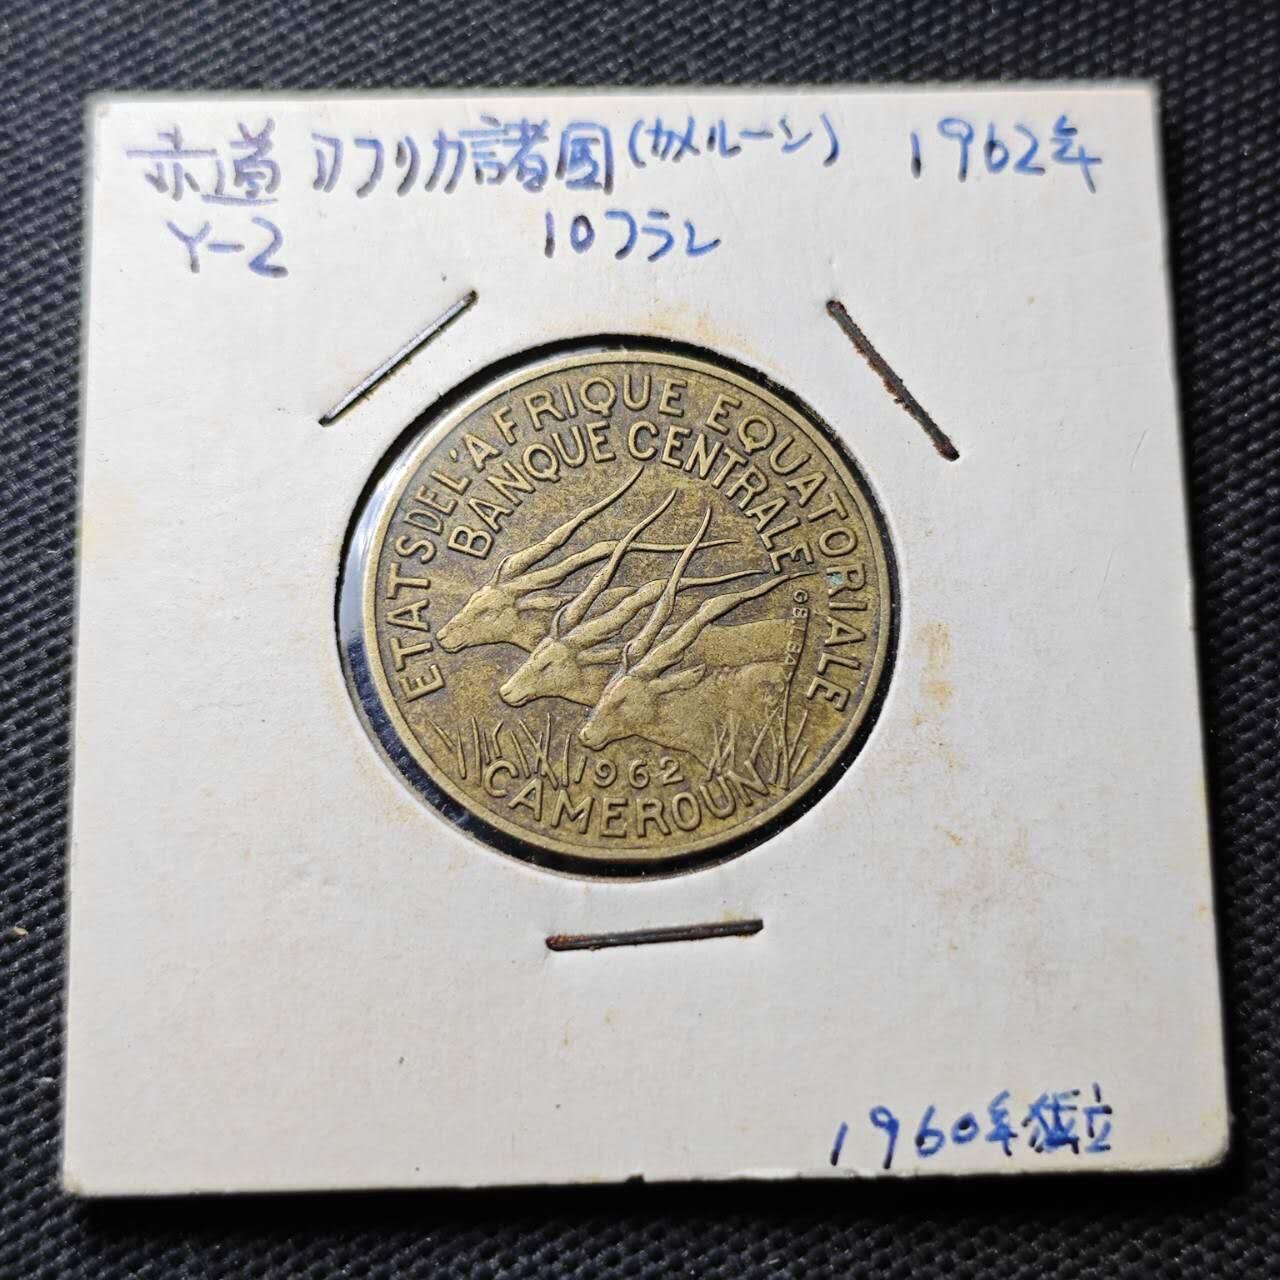 赤道アフリカ諸国(カメルーン) 1962年
Y-2 10フラン
ETATS DE L'AFRIQUE EQUATORIALE
BANQUE CENTRALE
G.B.L.BAZOR
1962
CAMEROUN
1960年独立